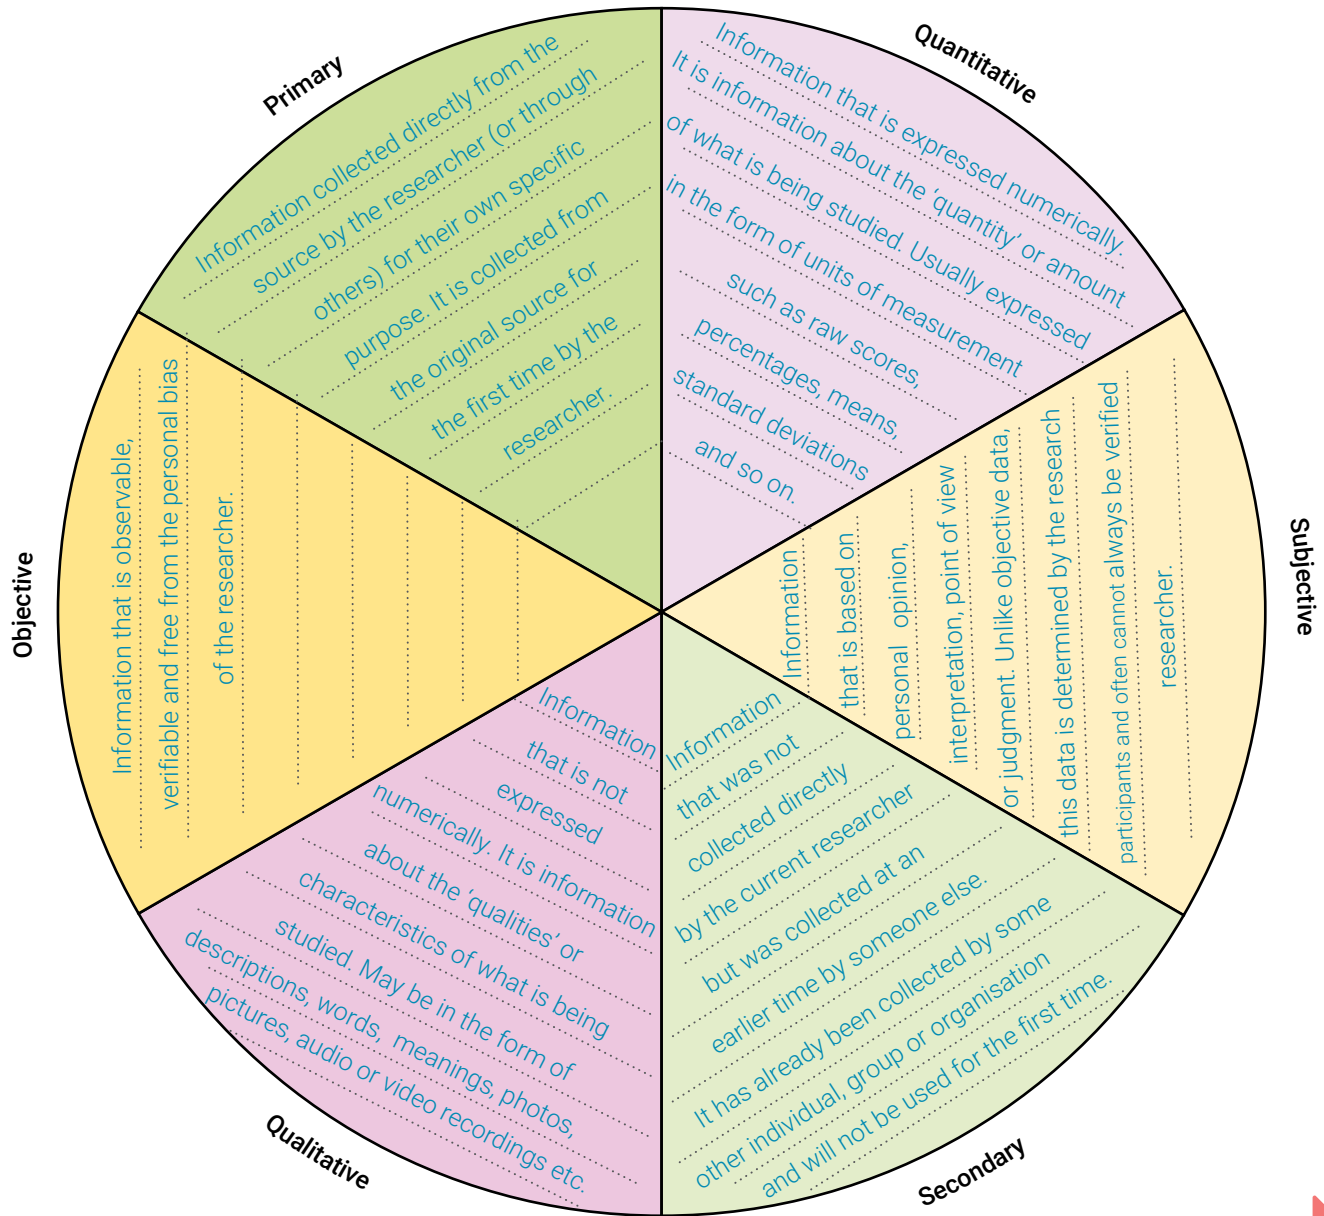 Primary
Information collected directly from the
source by the researcher (or through
others) for their own specific
purpose. It is collected from
the original source for
the first time by the
researcher
Quantitative
Information that is expressed numerically.
It is information about the ‘quantity’ or amount
of what is being studied. Usually expressed
in the form of units of measurement
such as raw scores,
percentages, means,
standard deviations
and so on.
Subjective
Information
that is based on
personal opinion,
interpretation, point of view
or judgment. Unlike objective data,
this data is determined by the research
participants and often cannot always be verified
researcher.
Secondary
Information
that was not
collected directly
by the current researcher
but was collected at an
earlier time by someone else.
It has already been collected by some
other individual, group or organisation
and will not be used for the first time.
Qualitative
Information
that is not
expressed
numerically. It is information
about the ‘qualities’ or
characteristics of what is being
studied. May be in the form of
descriptions, words, meanings, photos,
pictures, audio or video recordings etc.
Objective
Information that is observable,
verifiable and free from the personal bias
of the researcher.